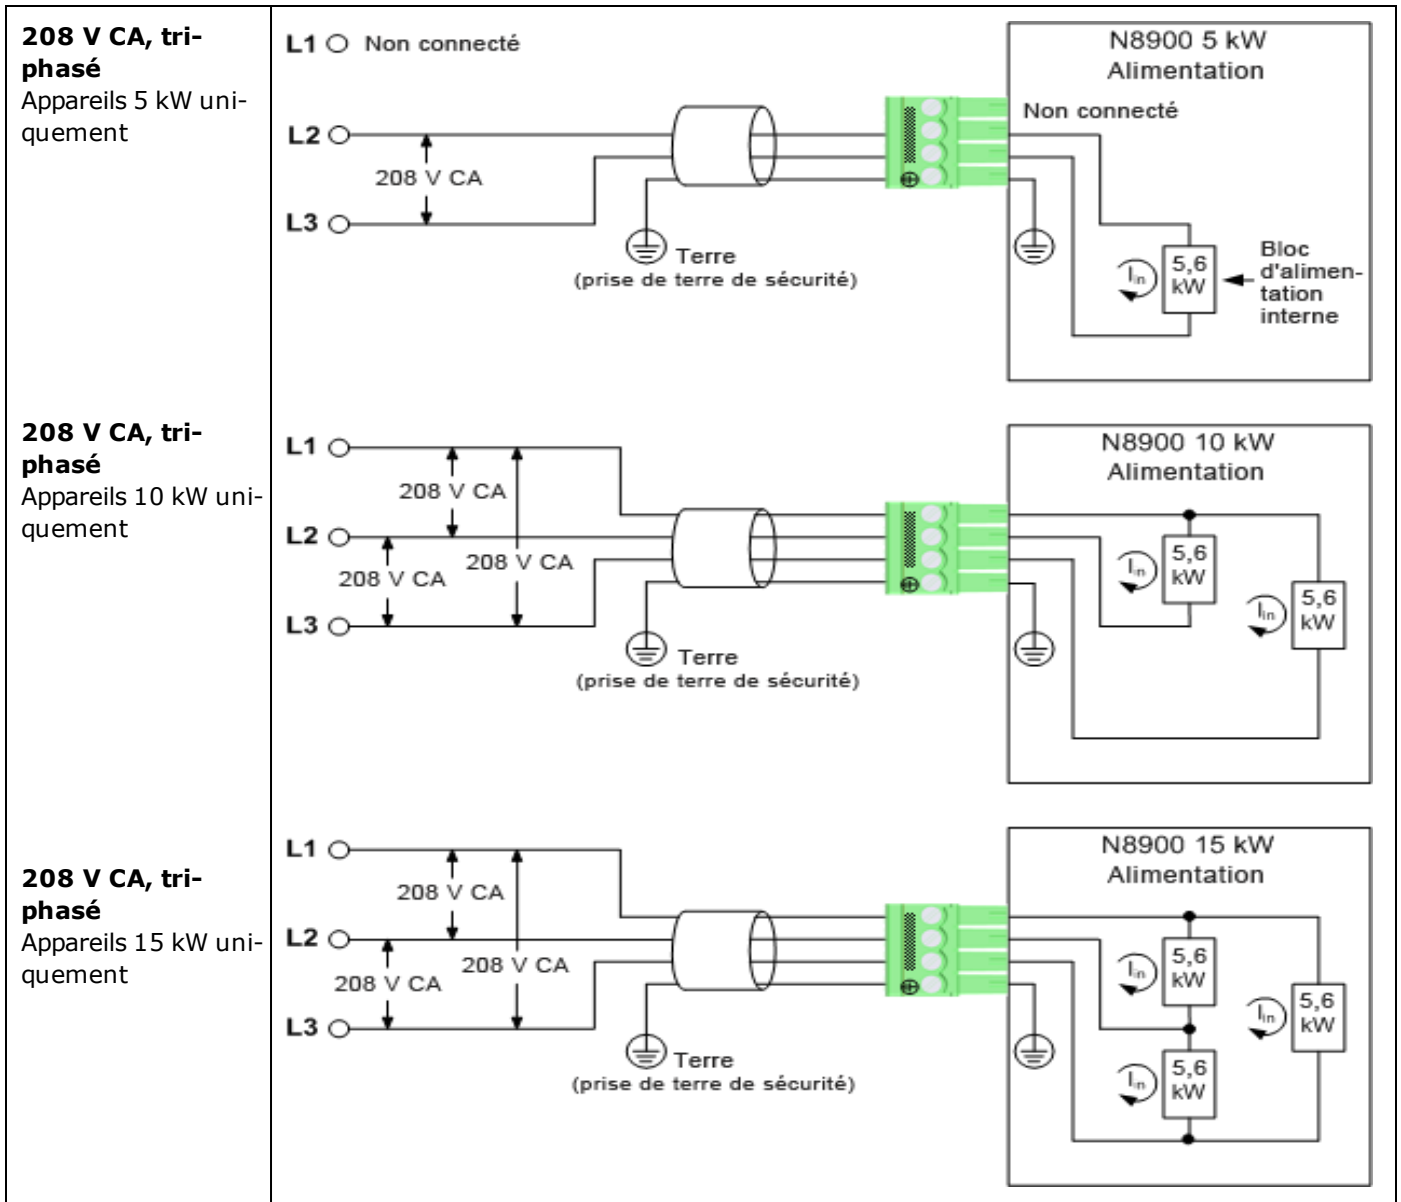 208 V CA, tri-
phasé
Appareils 5 kW uni-
quement
L1 Non connecté
L2
208 V CA
L3
Terre
(prise de terre de sécurité)
N8900 5 kW
Alimentation
Non connecté
Iin
5,6
kW
Bloc
d'alimen-
tation
interne
208 V CA, tri-
phasé
Appareils 10 kW uni-
quement
L1
208 V CA
L2
208 V CA
208 V CA
L3
Terre
(prise de terre de sécurité)
N8900 10 kW
Alimentation
Iin
5,6
kW
Iin
5,6
kW
208 V CA, tri-
phasé
Appareils 15 kW uni-
quement
L1
208 V CA
L2
208 V CA
208 V CA
L3
Terre
(prise de terre de sécurité)
N8900 15 kW
Alimentation
Iin
5,6
kW
Iin
5,6
kW
Iin
5,6
kW